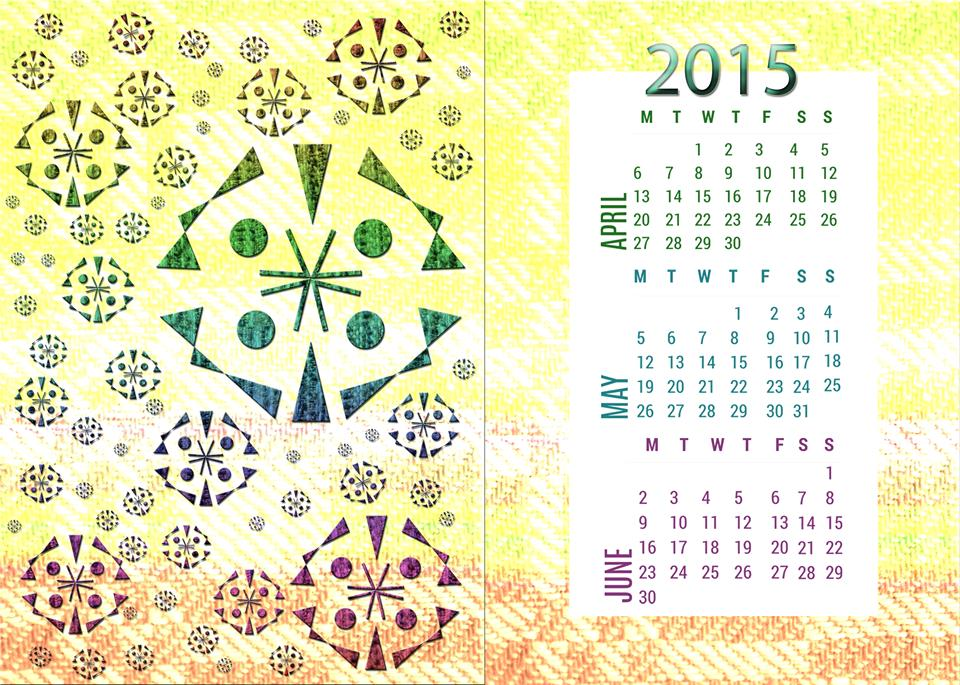 2015
M T W T F S S
1 2 3 4 5
6 7 8 9 10 11 12
13 14 15 16 17 18 19
20 21 22 23 24 25 26
27 28 29 30
APRIL
M T W T F S S
1 2 3 4
5 6 7 8 9 10 11
12 13 14 15 16 17 18
19 20 21 22 23 24 25
26 27 28 29 30 31
MAY
M T W T F S S
1
2 3 4 5 6 7 8
9 10 11 12 13 14 15
16 17 18 19 20 21 22
23 24 25 26 27 28 29
30
JUNE